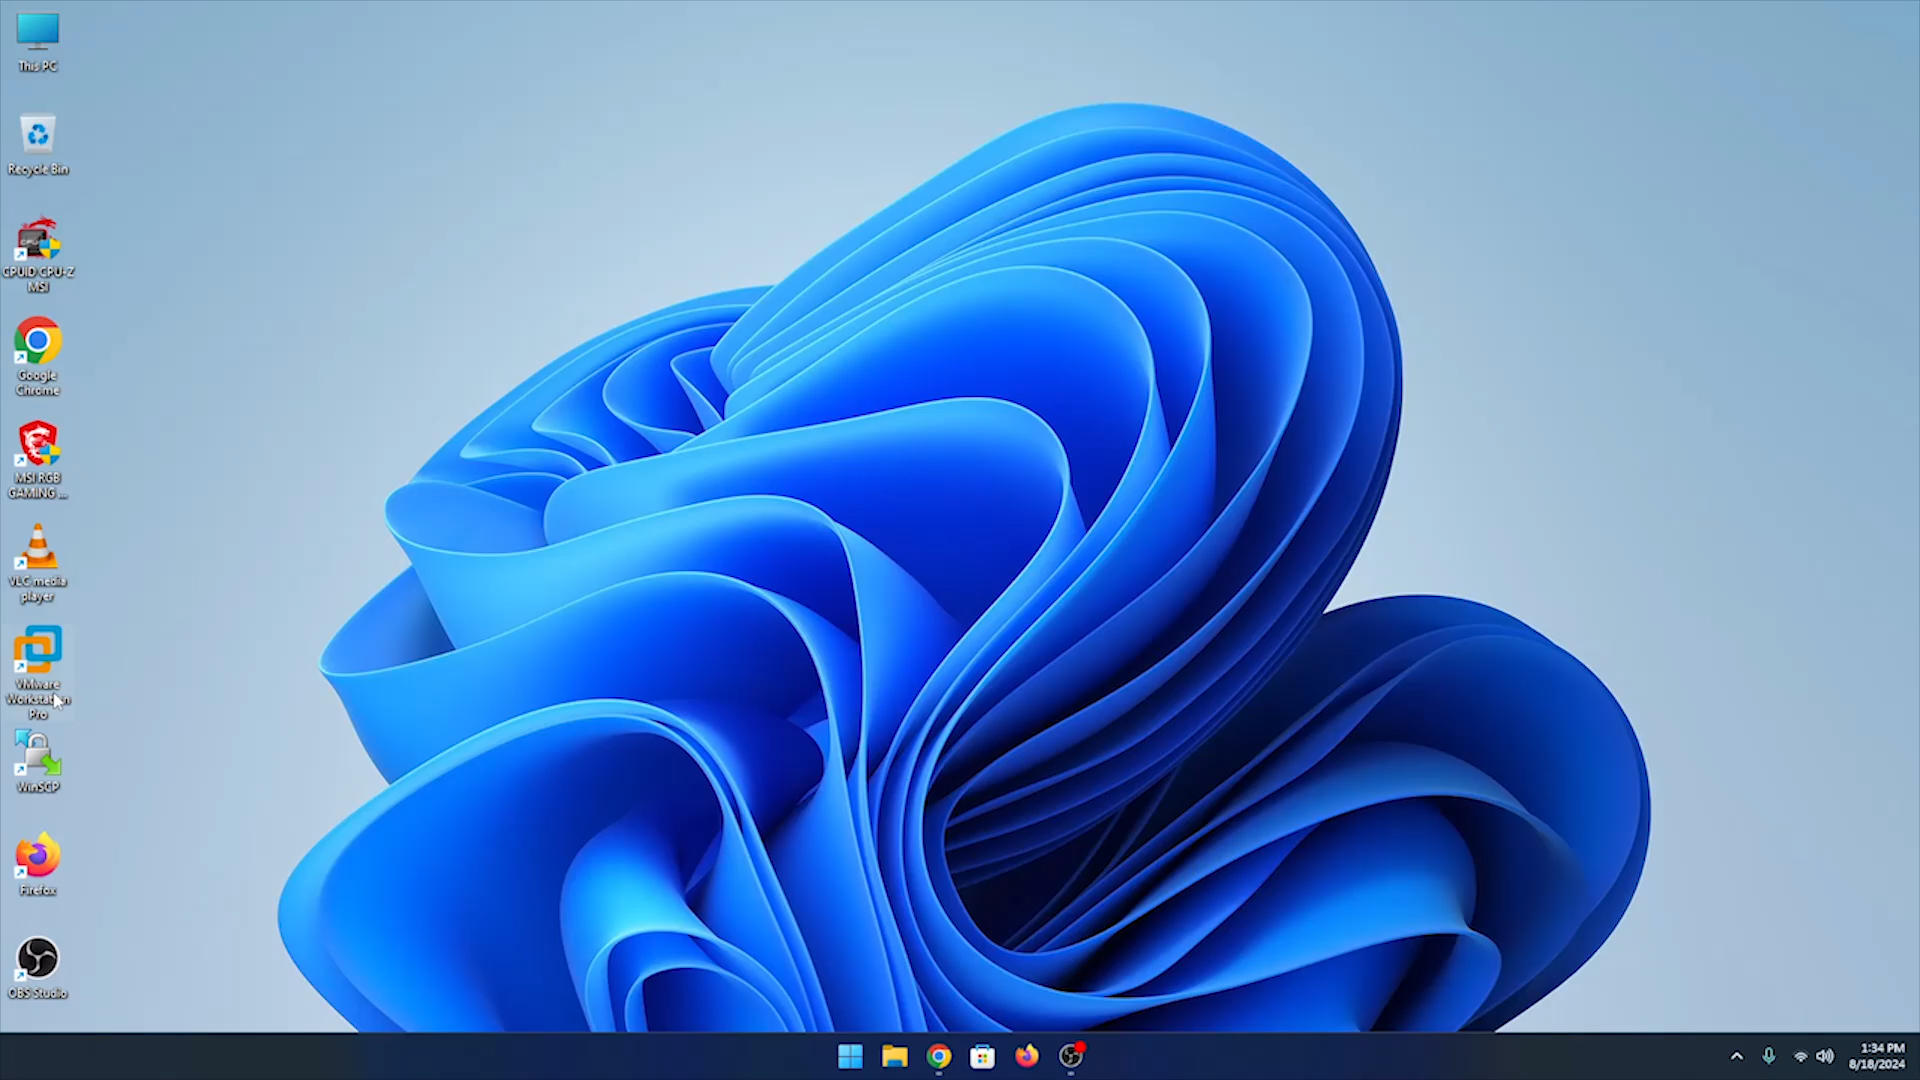 This PC
Recycle Bin
CPUID CPU-Z
MSI
Google
Chrome
MSI RGB
GAMING ...
VLC media
player
VMware
Workstation
Pro
WinSCP
Firefox
OBS Studio
1:34 PM
8/18/2024